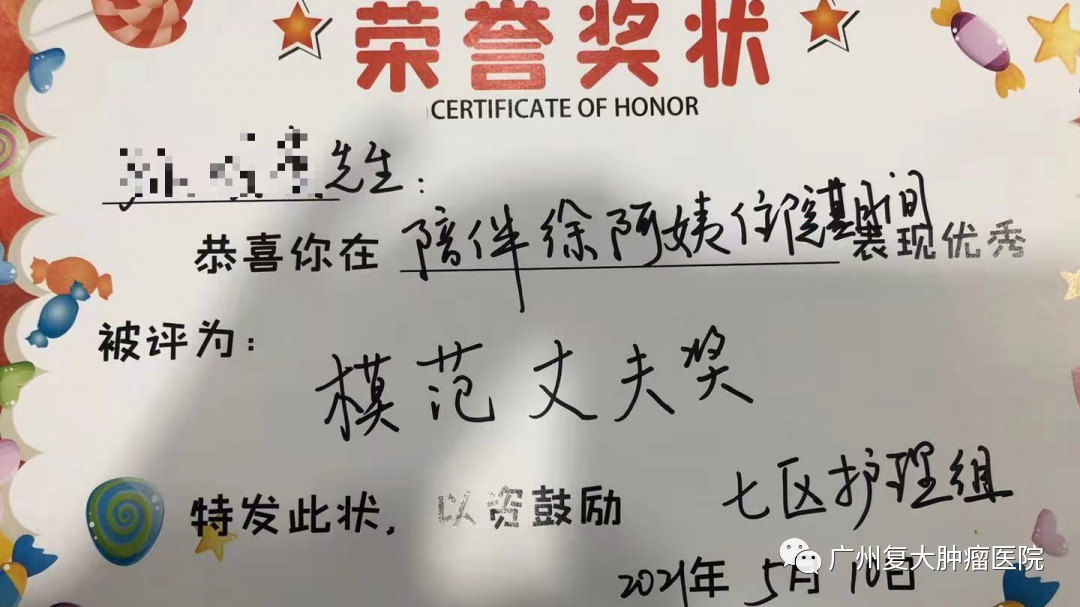 荣誉奖状
CERTIFICATE OF HONOR
先生:
恭喜你在 陪伴徐阿姨住院期间 表现优秀
被评为:
模范丈夫奖
特发此状, 以资鼓励
七区护理组
2021年5月10日
广州复大肿瘤医院